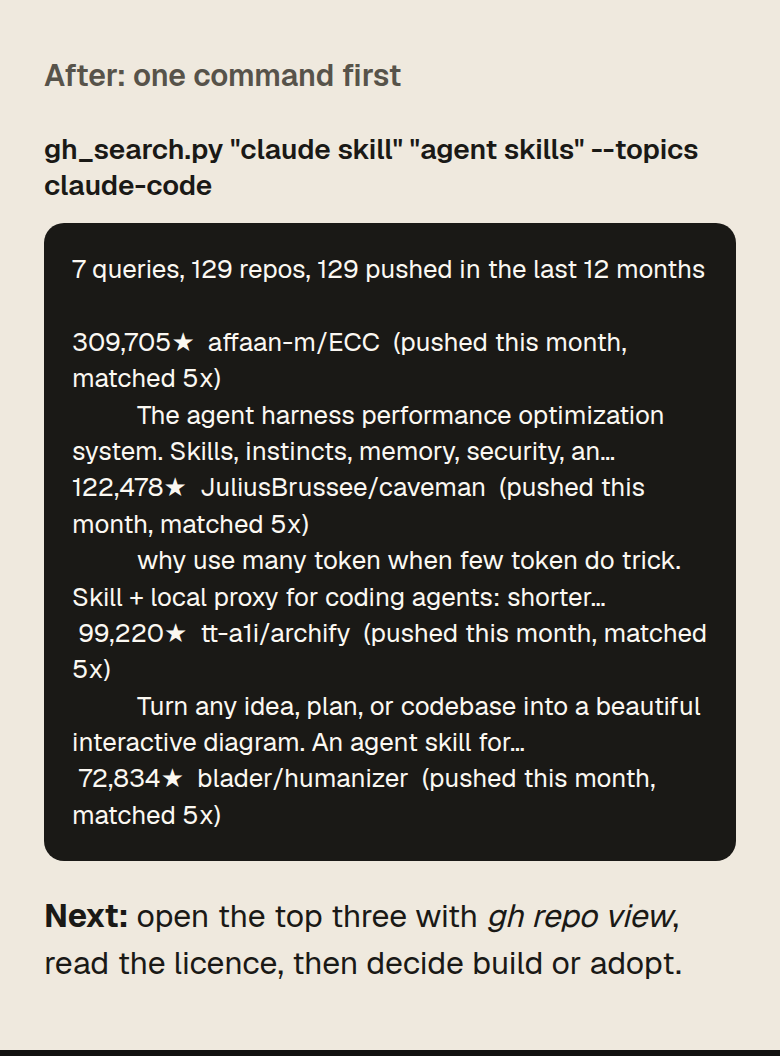 After: one command first
gh_search.py "claude skill" "agent skills" --topics
claude-code
7 queries, 129 repos, 129 pushed in the last 12 months
309,705★ affaan-m/ECC (pushed this month,
matched 5x)
The agent harness performance optimization
system. Skills, instincts, memory, security, an…
122,478★ JuliusBrussee/caveman (pushed this
month, matched 5x)
why use many token when few token do trick.
Skill + local proxy for coding agents: shorter…
99,220★ tt-a1i/archify (pushed this month, matched
5x)
Turn any idea, plan, or codebase into a beautiful
interactive diagram. An agent skill for…
72,834★ blader/humanizer (pushed this month,
matched 5x)
Next: open the top three with gh repo view,
read the licence, then decide build or adopt.